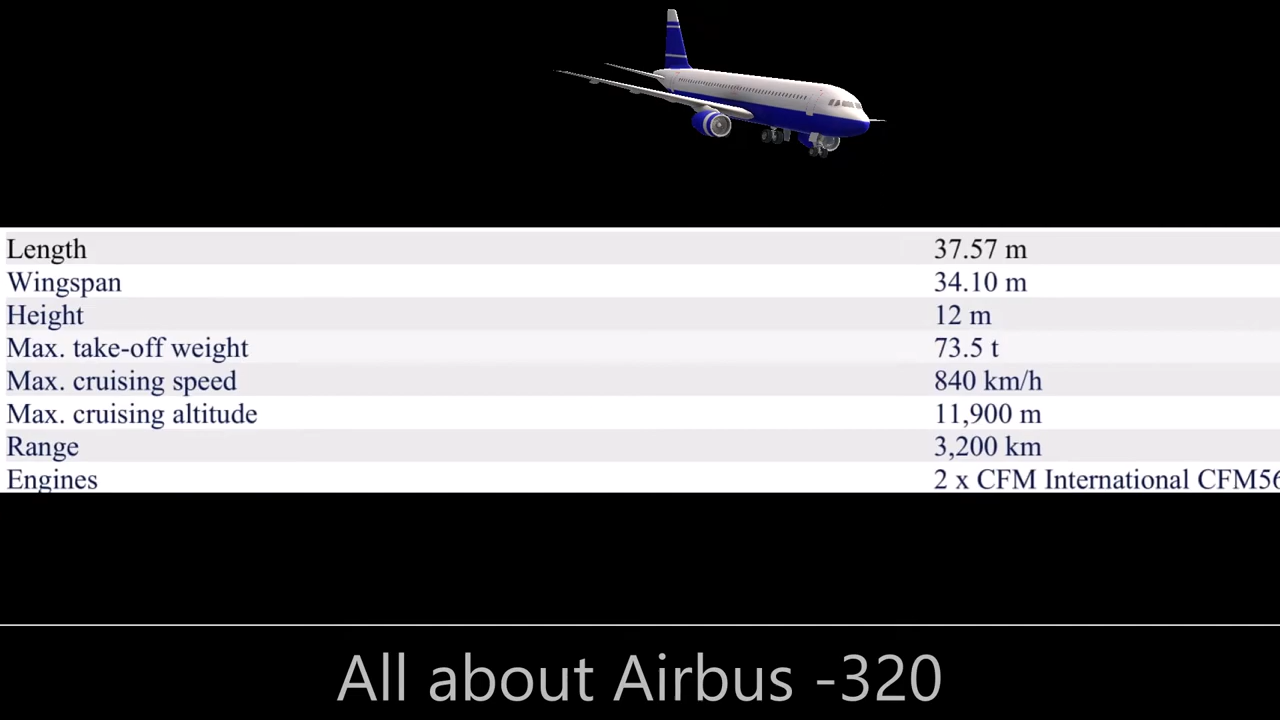 Length 37.57 m
Wingspan 34.10 m
Height 12 m
Max. take-off weight 73.5 t
Max. cruising speed 840 km/h
Max. cruising altitude 11,900 m
Range 3,200 km
Engines 2 x CFM International CFM56
All about Airbus -320